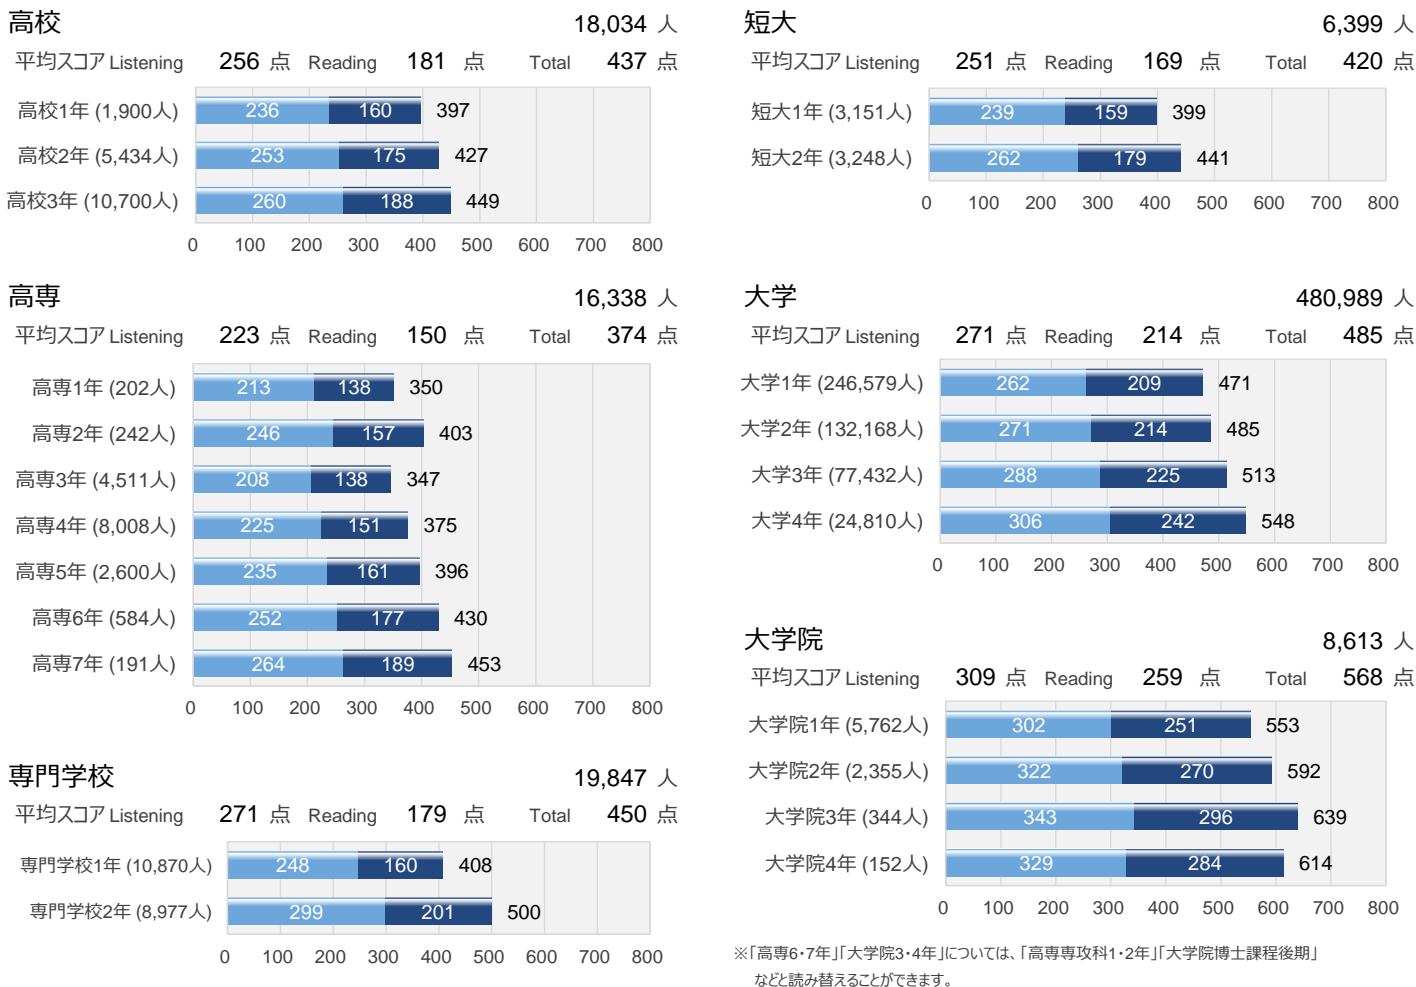 高校 18,034 人
平均スコア Listening 256 点 Reading 181 点 Total 437 点
高校1年 (1,900人) 236 160 397
高校2年 (5,434人) 253 175 427
高校3年 (10,700人) 260 188 449
0 100 200 300 400 500 600 700 800
高専 16,338 人
平均スコア Listening 223 点 Reading 150 点 Total 374 点
高専1年 (202人) 213 138 350
高専2年 (242人) 246 157 403
高専3年 (4,511人) 208 138 347
高専4年 (8,008人) 225 151 375
高専5年 (2,600人) 235 161 396
高専6年 (584人) 252 177 430
高専7年 (191人) 264 189 453
0 100 200 300 400 500 600 700 800
専門学校 19,847 人
平均スコア Listening 271 点 Reading 179 点 Total 450 点
専門学校1年 (10,870人) 248 160 408
専門学校2年 (8,977人) 299 201 500
0 100 200 300 400 500 600 700 800
短大 6,399 人
平均スコア Listening 251 点 Reading 169 点 Total 420 点
短大1年 (3,151人) 239 159 399
短大2年 (3,248人) 262 179 441
0 100 200 300 400 500 600 700 800
大学 480,989 人
平均スコア Listening 271 点 Reading 214 点 Total 485 点
大学1年 (246,579人) 262 209 471
大学2年 (132,168人) 271 214 485
大学3年 (77,432人) 288 225 513
大学4年 (24,810人) 306 242 548
0 100 200 300 400 500 600 700 800
大学院 8,613 人
平均スコア Listening 309 点 Reading 259 点 Total 568 点
大学院1年 (5,762人) 302 251 553
大学院2年 (2,355人) 322 270 592
大学院3年 (344人) 343 296 639
大学院4年 (152人) 329 284 614
0 100 200 300 400 500 600 700 800
※「高専6・7年」「大学院3・4年」については、「高専専攻科1・2年」「大学院博士課程後期」
などと読み替えることができます。